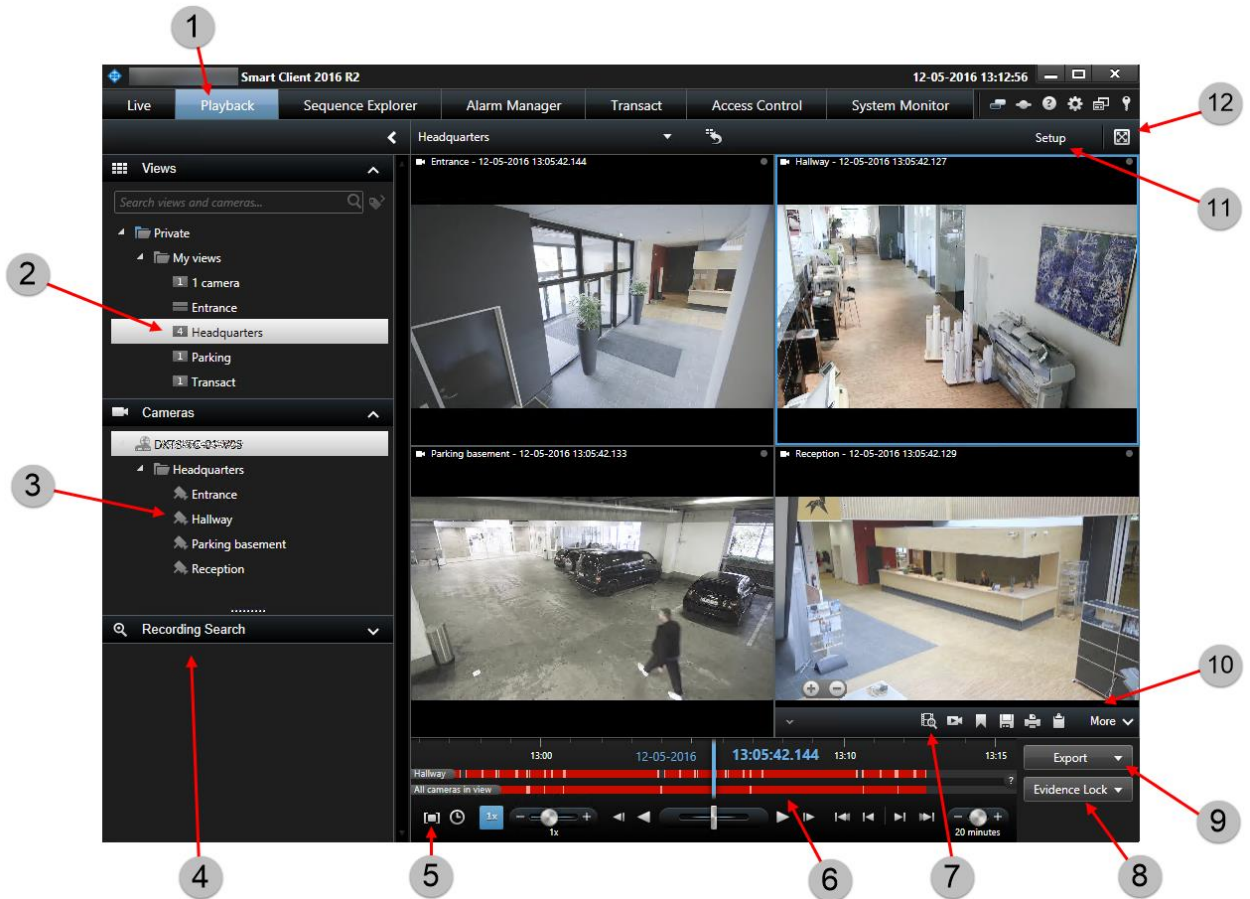 1
Smart Client 2016 R2
12-05-2016 13:12:56
Live
Playback
Sequence Explorer
Alarm Manager
Transact
Access Control
System Monitor
12
Headquarters
Setup
Views
Entrance - 12-05-2016 13:05:42.144
Hallway - 12-05-2016 13:05:42.127
Search views and cameras...
11
Private
My views
2
1 1 camera
Entrance
4 Headquarters
1 Parking
1 Transact
Cameras
Headquarters
Parking basement - 12-05-2016 13:05:42.133
Reception - 12-05-2016 13:05:42.129
3
Entrance
Hallway
Parking basement
Reception
Recording Search
10
More
13:00
12-05-2016
13:05:42.144
13:10
13:15
Export
Hallway
?
All cameras in view
Evidence Lock
1x
1x
20 minutes
9
4
5
6
7
8